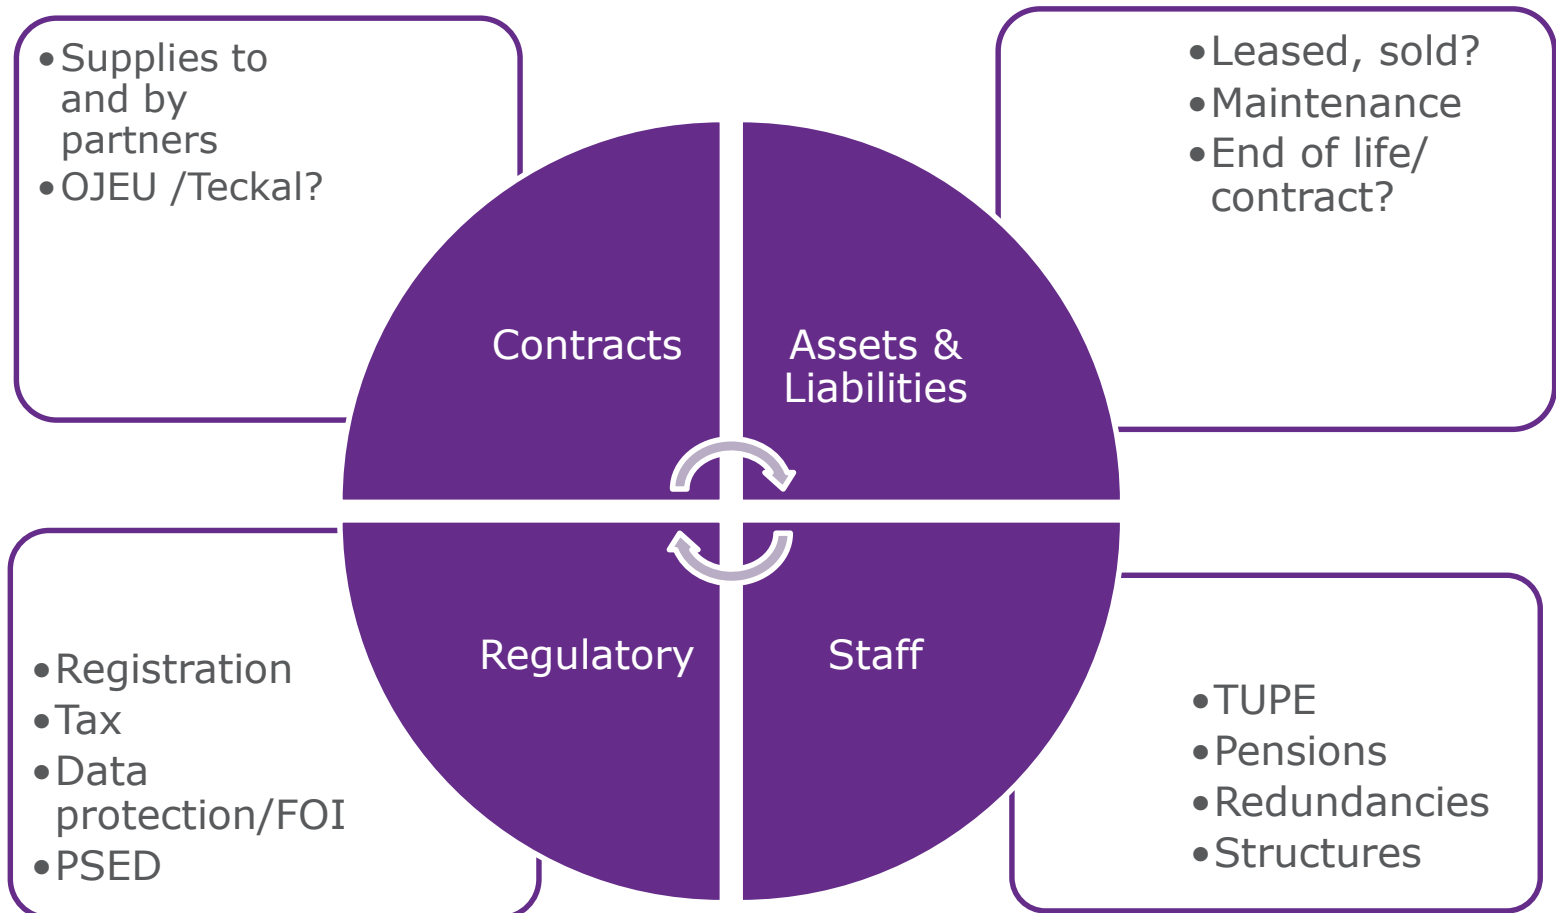 •Supplies to
and by
partners
•OJEU /Teckal?
•Leased, sold?
•Maintenance
•End of life/
contract?
Contracts
Assets &
Liabilities
Regulatory
Staff
•Registration
•Tax
•Data
protection/FOI
•PSED
•TUPE
•Pensions
•Redundancies
•Structures